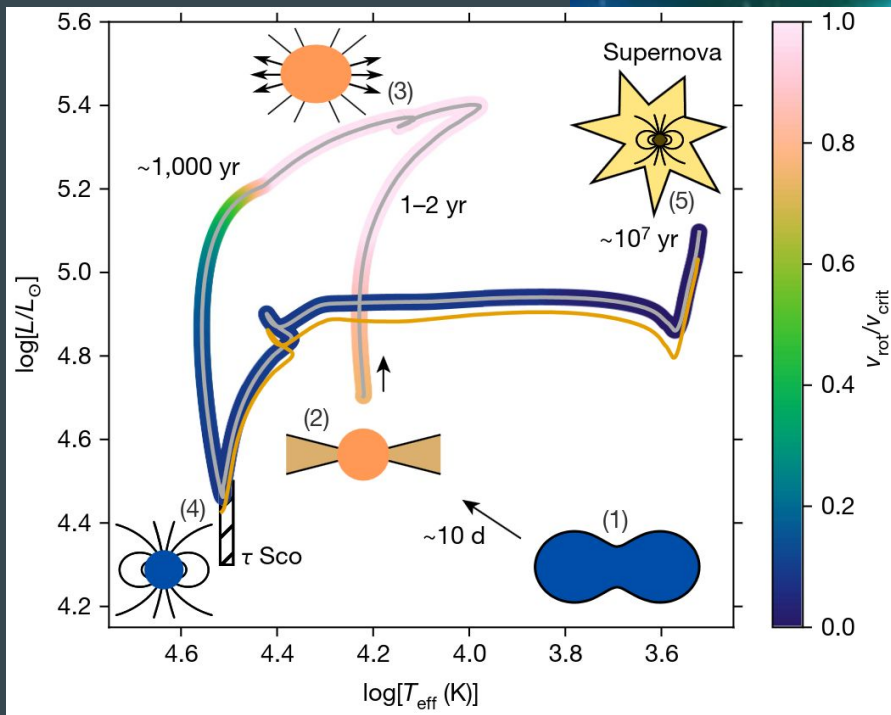 5.6
5.4
5.2
5.0
4.8
4.6
4.4
4.2
log[L/L☉]
4.6
4.4
4.2
4.0
3.8
3.6
log[T_eff (K)]
(3)
Supernova
~1,000 yr
1–2 yr
(5)
~10⁷ yr
(2)
(4)
τ Sco
~10 d
(1)
1.0
0.8
0.6
0.4
0.2
0.0
v_rot/v_crit